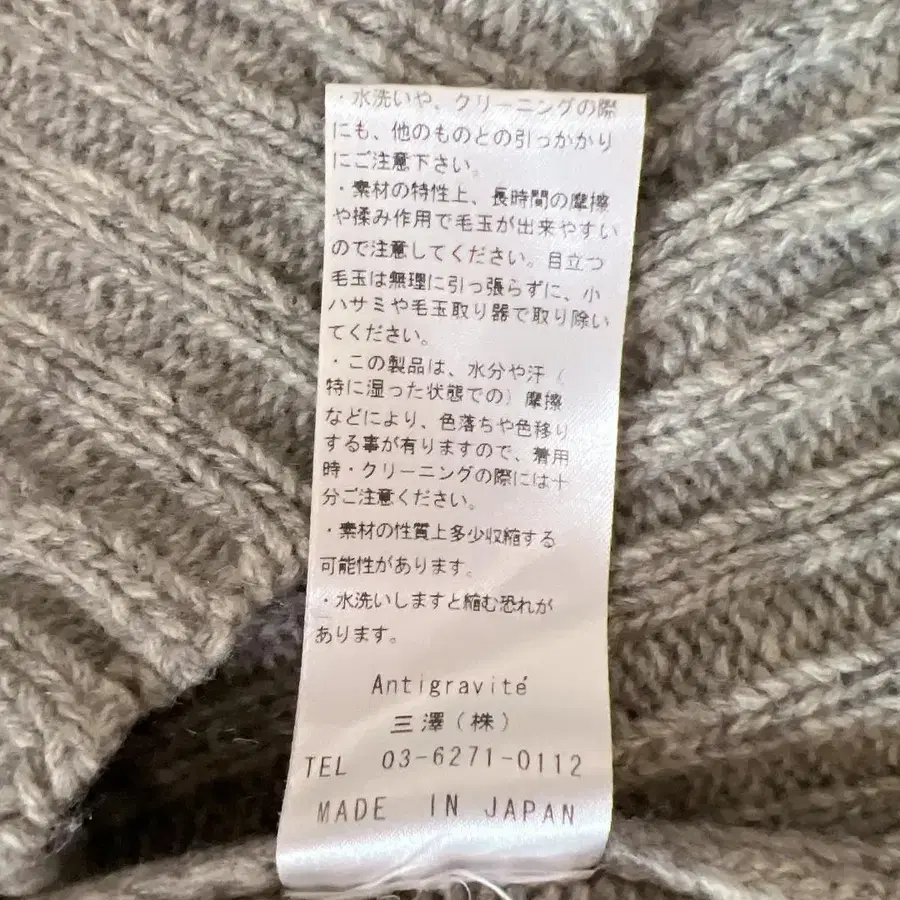 ・水洗いや、クリーニングの際
にも、他のものとの引っかかり
にご注意下さい。
・素材の特性上、長時間の摩擦
や揉み作用で毛玉が出来やすい
ので注意してください。目立つ
毛玉は無理に引っ張らずに、小
ハサミや毛玉取り器で取り除い
てください。
・この製品は、水分や汗（
特に湿った状態での）摩擦
などにより、色落ちや色移り
する事が有りますので、着用
時・クリーニングの際には十
分ご注意ください。
・素材の性質上多少収縮する
可能性があります。
・水洗いしますと縮む恐れが
あります。
Antigravité
三澤（株）
TEL 03-6271-0112
MADE IN JAPAN